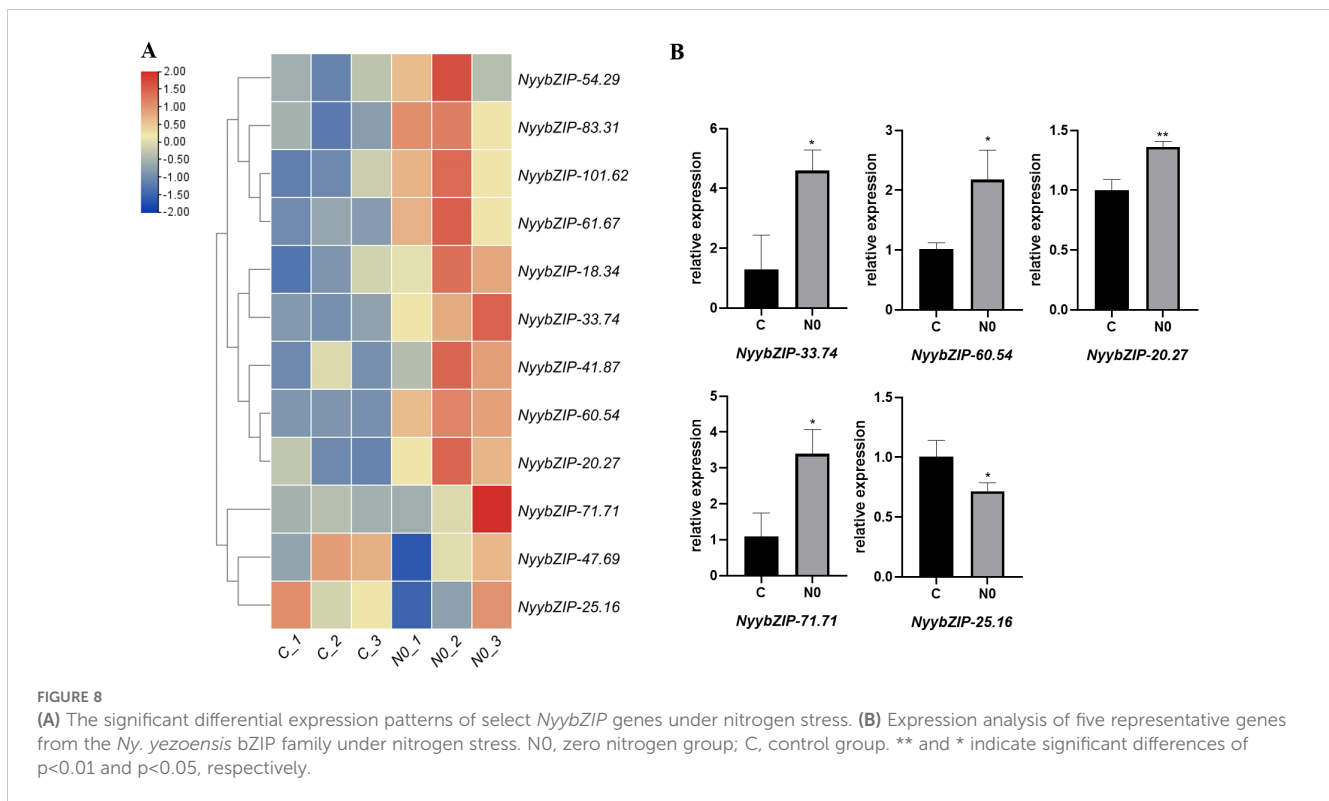 A
2.00
1.50
1.00
0.50
0.00
-0.50
-1.00
-1.50
-2.00
NyybZIP-54.29
NyybZIP-83.31
NyybZIP-101.62
NyybZIP-61.67
NyybZIP-18.34
NyybZIP-33.74
NyybZIP-41.87
NyybZIP-60.54
NyybZIP-20.27
NyybZIP-71.71
NyybZIP-47.69
NyybZIP-25.16
C_1 C_2 C_3 N0_1 N0_2 N0_3
B
relative expression
6
4
2
0
*
C N0
NyybZIP-33.74
relative expression
3
2
1
0
*
C N0
NyybZIP-60.54
relative expression
1.5
1.0
0.5
0.0
**
C N0
NyybZIP-20.27
relative expression
5
4
3
2
1
0
*
C N0
NyybZIP-71.71
relative expression
1.5
1.0
0.5
0.0
*
C N0
NyybZIP-25.16
FIGURE 8
(A) The significant differential expression patterns of select NyybZIP genes under nitrogen stress. (B) Expression analysis of five representative genes
from the Ny. yezoensis bZIP family under nitrogen stress. N0, zero nitrogen group; C, control group. ** and * indicate significant differences of
p<0.01 and p<0.05, respectively.